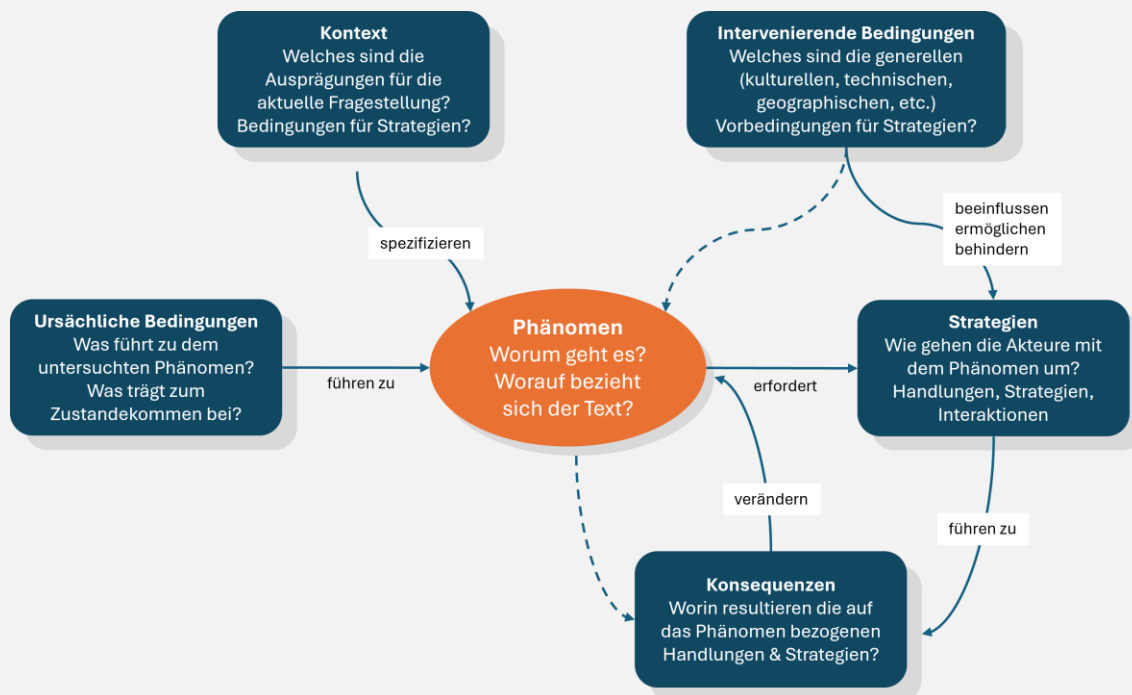 Kontext
Welches sind die
Ausprägungen für die
aktuelle Fragestellung?
Bedingungen für Strategien?
Intervenierende Bedingungen
Welches sind die generellen
(kulturellen, technischen,
geographischen, etc.)
Vorbedingungen für Strategien?
spezifizieren
beeinflussen
ermöglichen
behindern
Ursächliche Bedingungen
Was führt zu dem
untersuchten Phänomen?
Was trägt zum
Zustandekommen bei?
führen zu
Phänomen
Worum geht es?
Worauf bezieht
sich der Text?
erfordert
Strategien
Wie gehen die Akteure mit
dem Phänomen um?
Handlungen, Strategien,
Interaktionen
verändern
führen zu
Konsequenzen
Worin resultieren die auf
das Phänomen bezogenen
Handlungen & Strategien?